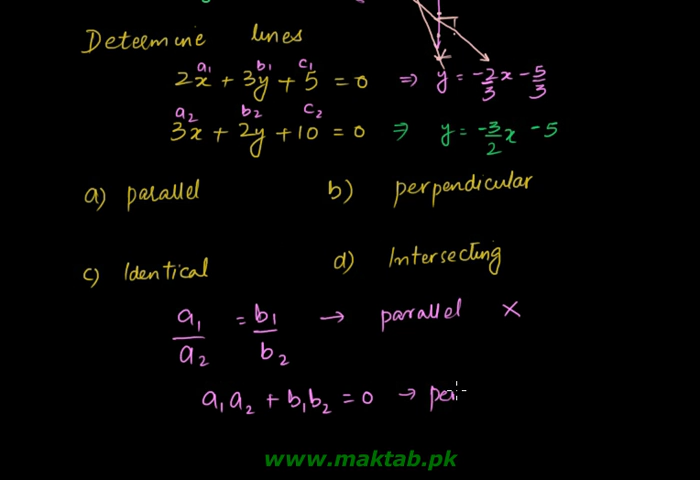 Determine lines
a₁ b₁ c₁
2x + 3y + 5 = 0 ⇒ y = -2/3 x - 5/3
a₂ b₂ c₂
3x + 2y + 10 = 0 ⇒ y = -3/2 x - 5
a) parallel b) perpendicular
c) Identical d) Intersecting
a₁/a₂ = b₁/b₂ → parallel ×
a₁a₂ + b₁b₂ = 0 → per
www.maktab.pk